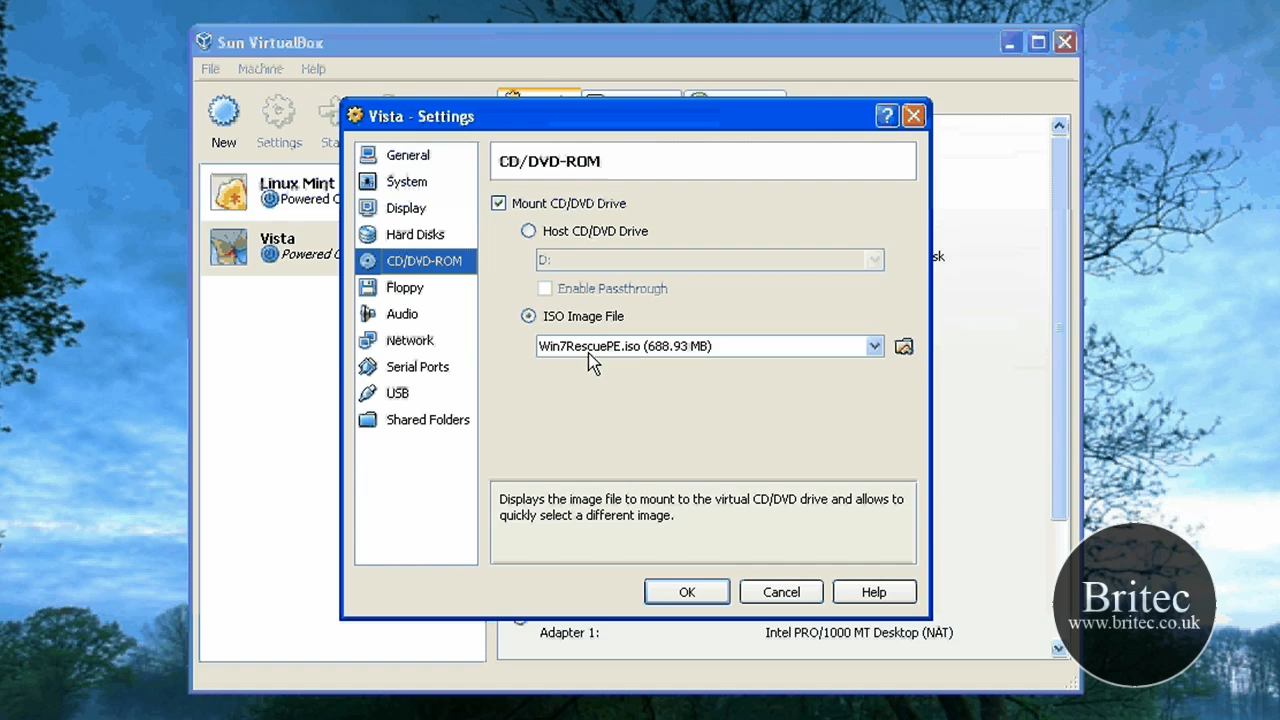 Sun VirtualBox
File Machine Help
New Settings
Linux Mint
Powered
Vista
Powered
Vista - Settings
General
System
Display
Hard Disks
CD/DVD-ROM
Floppy
Audio
Network
Serial Ports
USB
Shared Folders
CD/DVD-ROM
Mount CD/DVD Drive
Host CD/DVD Drive
D:
Enable Passthrough
ISO Image File
Win7RescuePE.iso (688.93 MB)
Displays the image file to mount to the virtual CD/DVD drive and allows to
quickly select a different image.
OK Cancel Help
Adapter 1: Intel PRO/1000 MT Desktop (NAT)
Britec
www.britec.co.uk